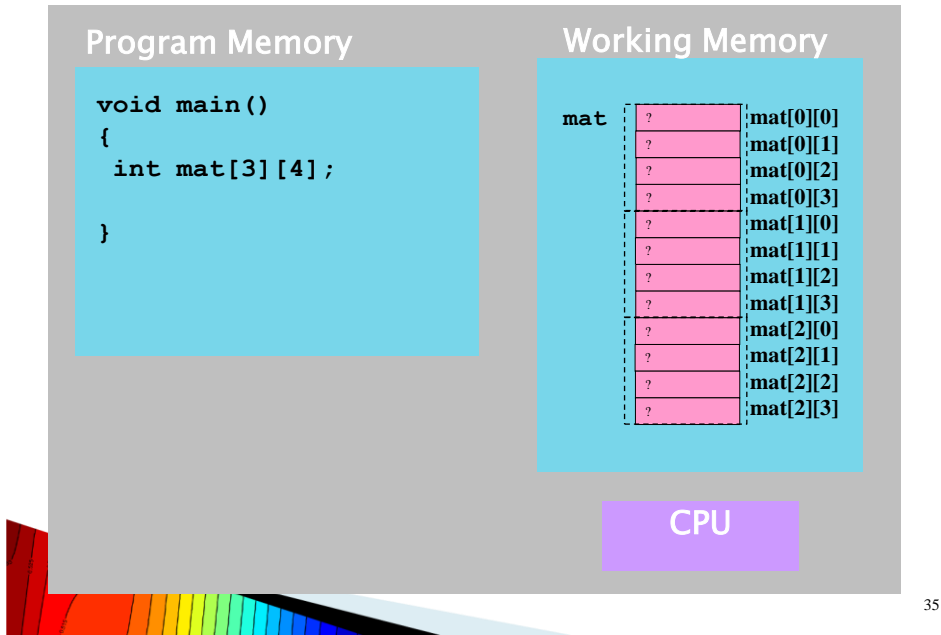 Program Memory
void main()
{
int mat[3][4];
}
Working Memory
mat
? mat[0][0]
? mat[0][1]
? mat[0][2]
? mat[0][3]
? mat[1][0]
? mat[1][1]
? mat[1][2]
? mat[1][3]
? mat[2][0]
? mat[2][1]
? mat[2][2]
? mat[2][3]
CPU
35